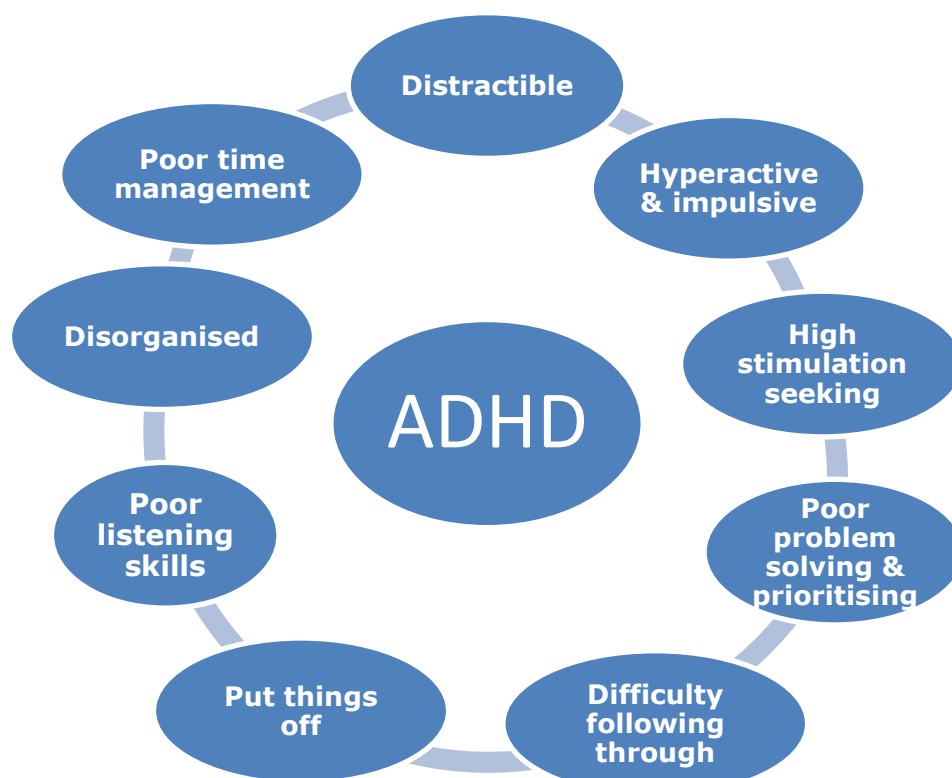 Distractible
Hyperactive
& impulsive
High
stimulation
seeking
Poor
problem
solving &
prioritising
Difficulty
following
through
Put things
off
Poor
listening
skills
Disorganised
Poor time
management
ADHD